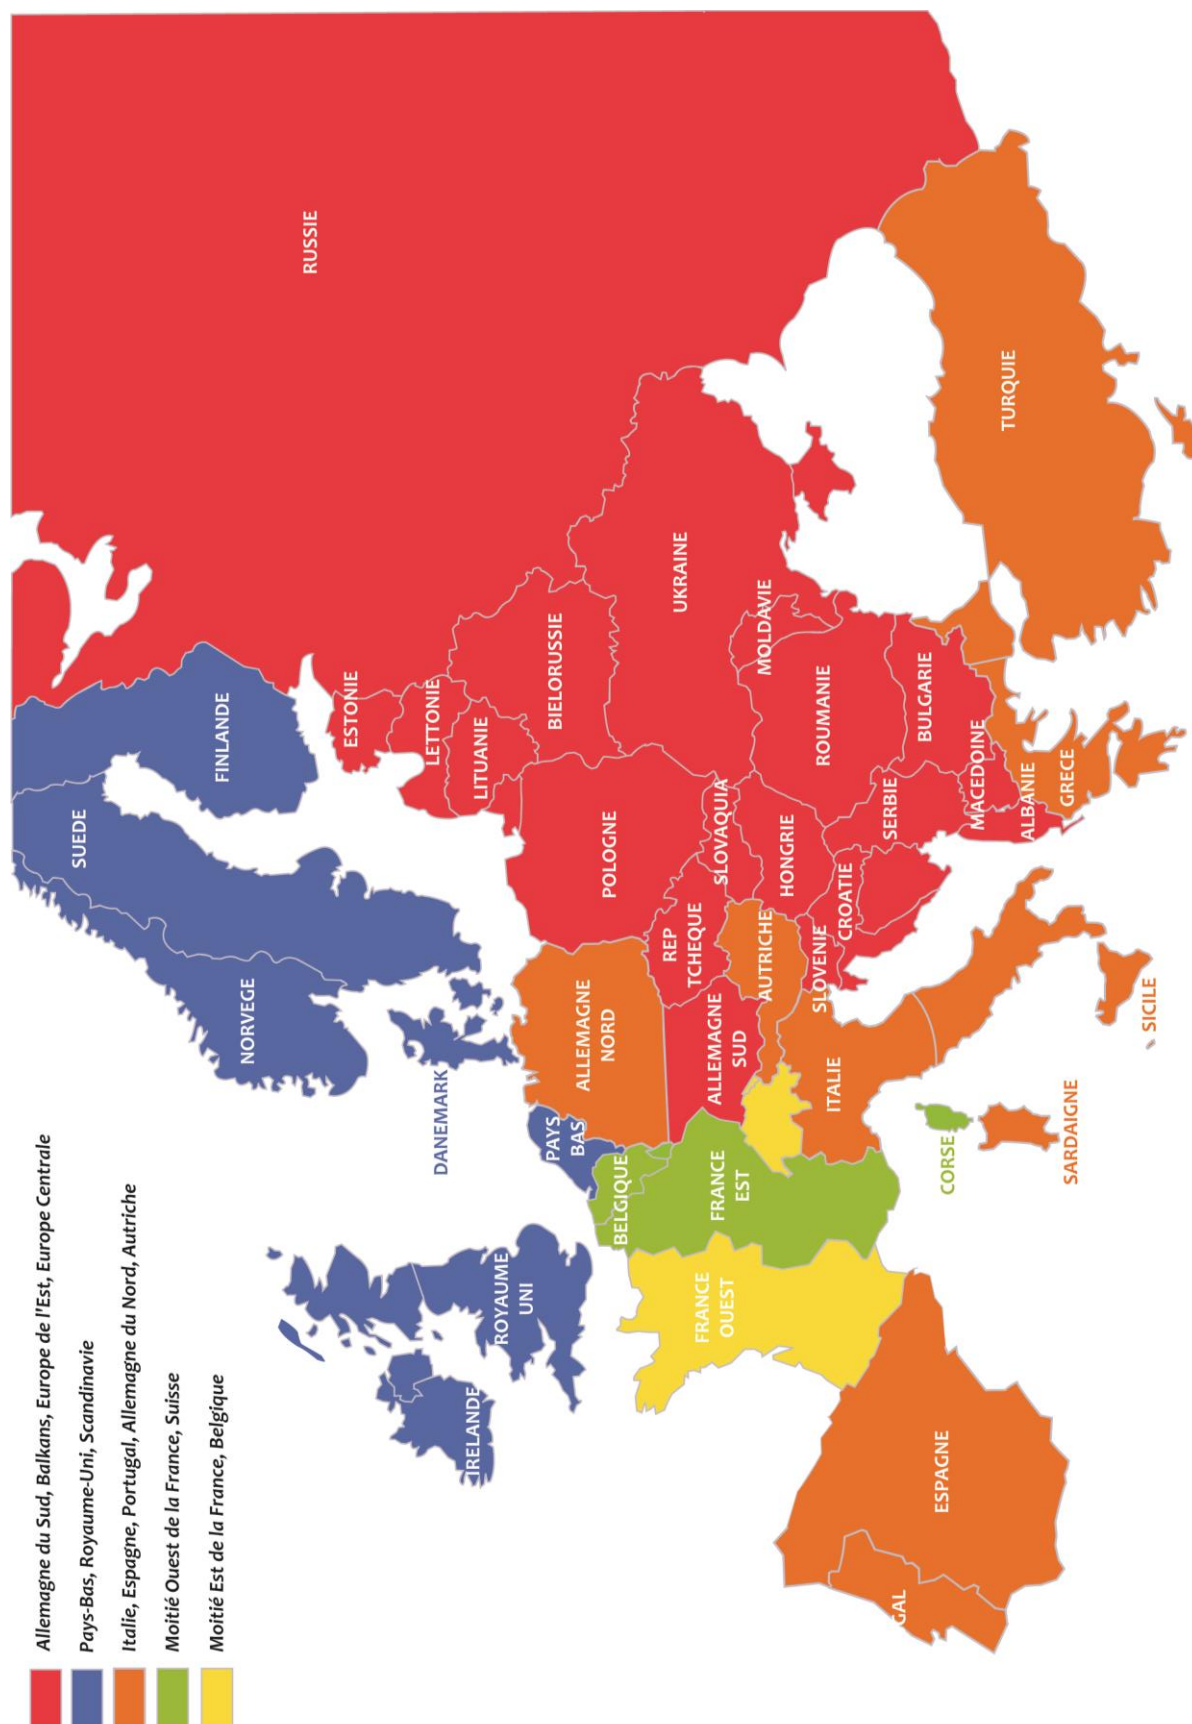 Allemagne du Sud, Balkans, Europe de l'Est, Europe Centrale
Pays-Bas, Royaume-Uni, Scandinavie
Italie, Espagne, Portugal, Allemagne du Nord, Autriche
Moitié Ouest de la France, Suisse
Moitié Est de la France, Belgique
RUSSIE
SUEDE
FINLANDE
NORVEGE
ESTONIE
LETTONIE
LITUANIE
BIELORUSSIE
DANEMARK
IRELANDE
ROYAUME
UNI
PAYS
BAS
BELGIQUE
ALLEMAGNE
NORD
POLOGNE
UKRAINE
FRANCE
OUEST
FRANCE
EST
ALLEMAGNE
SUD
REP
TCHEQUE
SLOVAQUIA
MOLDAVIE
AUTRICHE
HONGRIE
ROUMANIE
SLOVENIE
CROATIE
ITALIE
SERBIE
BULGARIE
MACEDOINE
ALBANIE
GRECE
TURQUIE
GAL
ESPAGNE
CORSE
SARDAIGNE
SICILE